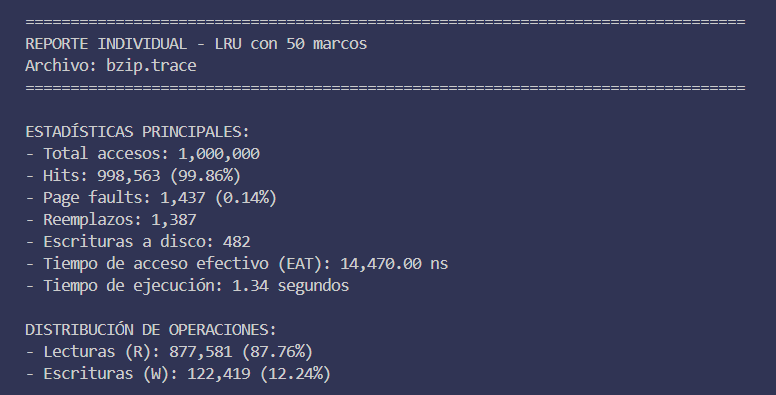 ================================================================================
REPORTE INDIVIDUAL - LRU con 50 marcos
Archivo: bzip.trace
================================================================================
ESTADÍSTICAS PRINCIPALES:
- Total accesos: 1,000,000
- Hits: 998,563 (99.86%)
- Page faults: 1,437 (0.14%)
- Reemplazos: 1,387
- Escrituras a disco: 482
- Tiempo de acceso efectivo (EAT): 14,470.00 ns
- Tiempo de ejecución: 1.34 segundos
DISTRIBUCIÓN DE OPERACIONES:
- Lecturas (R): 877,581 (87.76%)
- Escrituras (W): 122,419 (12.24%)